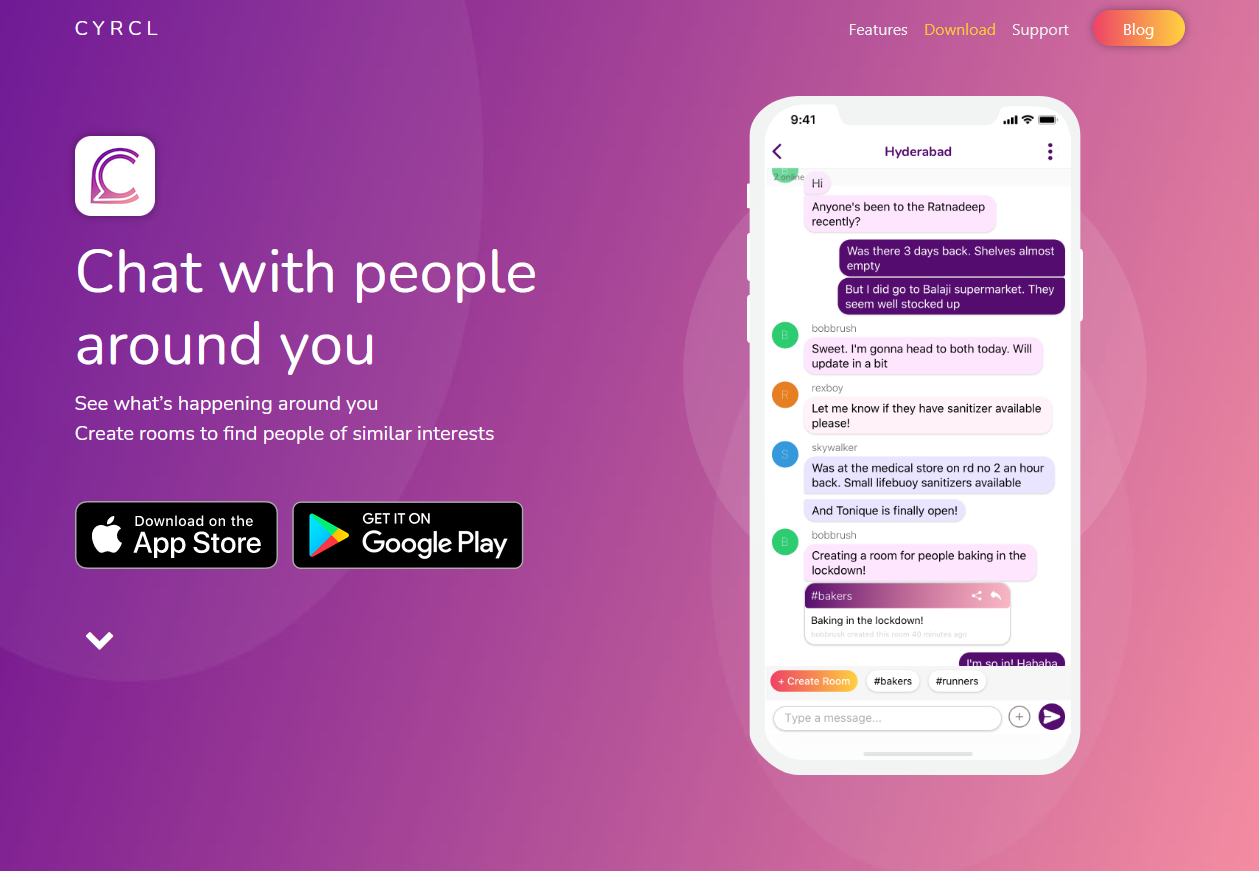 CYRCL
Features Download Support Blog
Chat with people
around you
See what’s happening around you
Create rooms to find people of similar interests
Download on the
App Store
GET IT ON
Google Play
9:41
Hyderabad
2 online
Hi
Anyone's been to the Ratnadeep
recently?
Was there 3 days back. Shelves almost
empty
But I did go to Balaji supermarket. They
seem well stocked up
B
bobbrush
Sweet. I'm gonna head to both today. Will
update in a bit
R
rexboy
Let me know if they have sanitizer available
please!
S
skywalker
Was at the medical store on rd no 2 an hour
back. Small lifebuoy sanitizers available
And Tonique is finally open!
B
bobbrush
Creating a room for people baking in the
lockdown!
#bakers
Baking in the lockdown!
bobbrush created this room 40 minutes ago
I'm so in! Hahaha
+ Create Room #bakers #runners
Type a message...